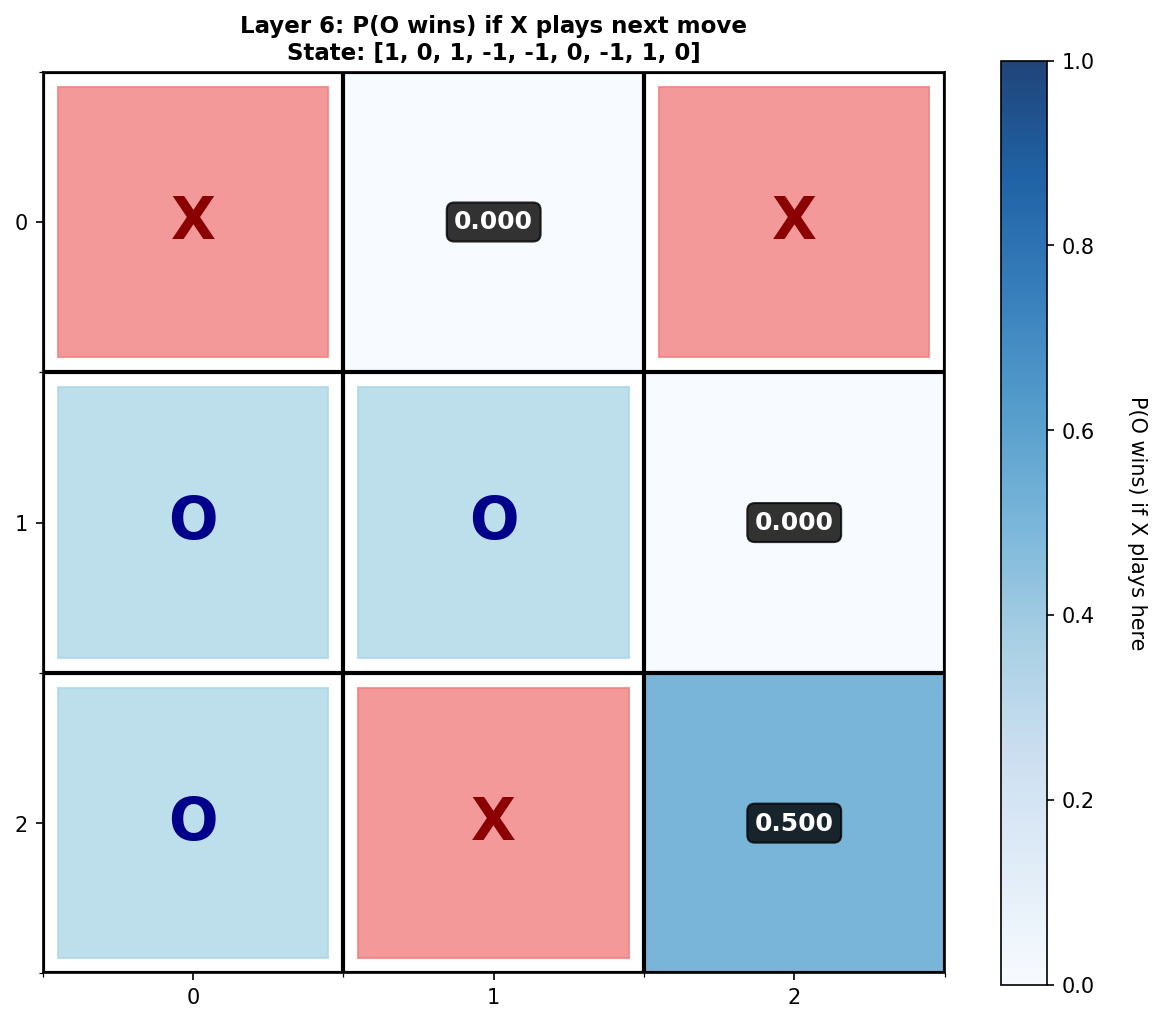 Layer 6: P(O wins) if X plays next move
State: [1, 0, 1, -1, -1, 0, -1, 1, 0]
X
0.000
X
O
O
0.000
O
X
0.500
0
1
2
0
1
2
1.0
0.8
0.6
0.4
0.2
0.0
P(O wins) if X plays here